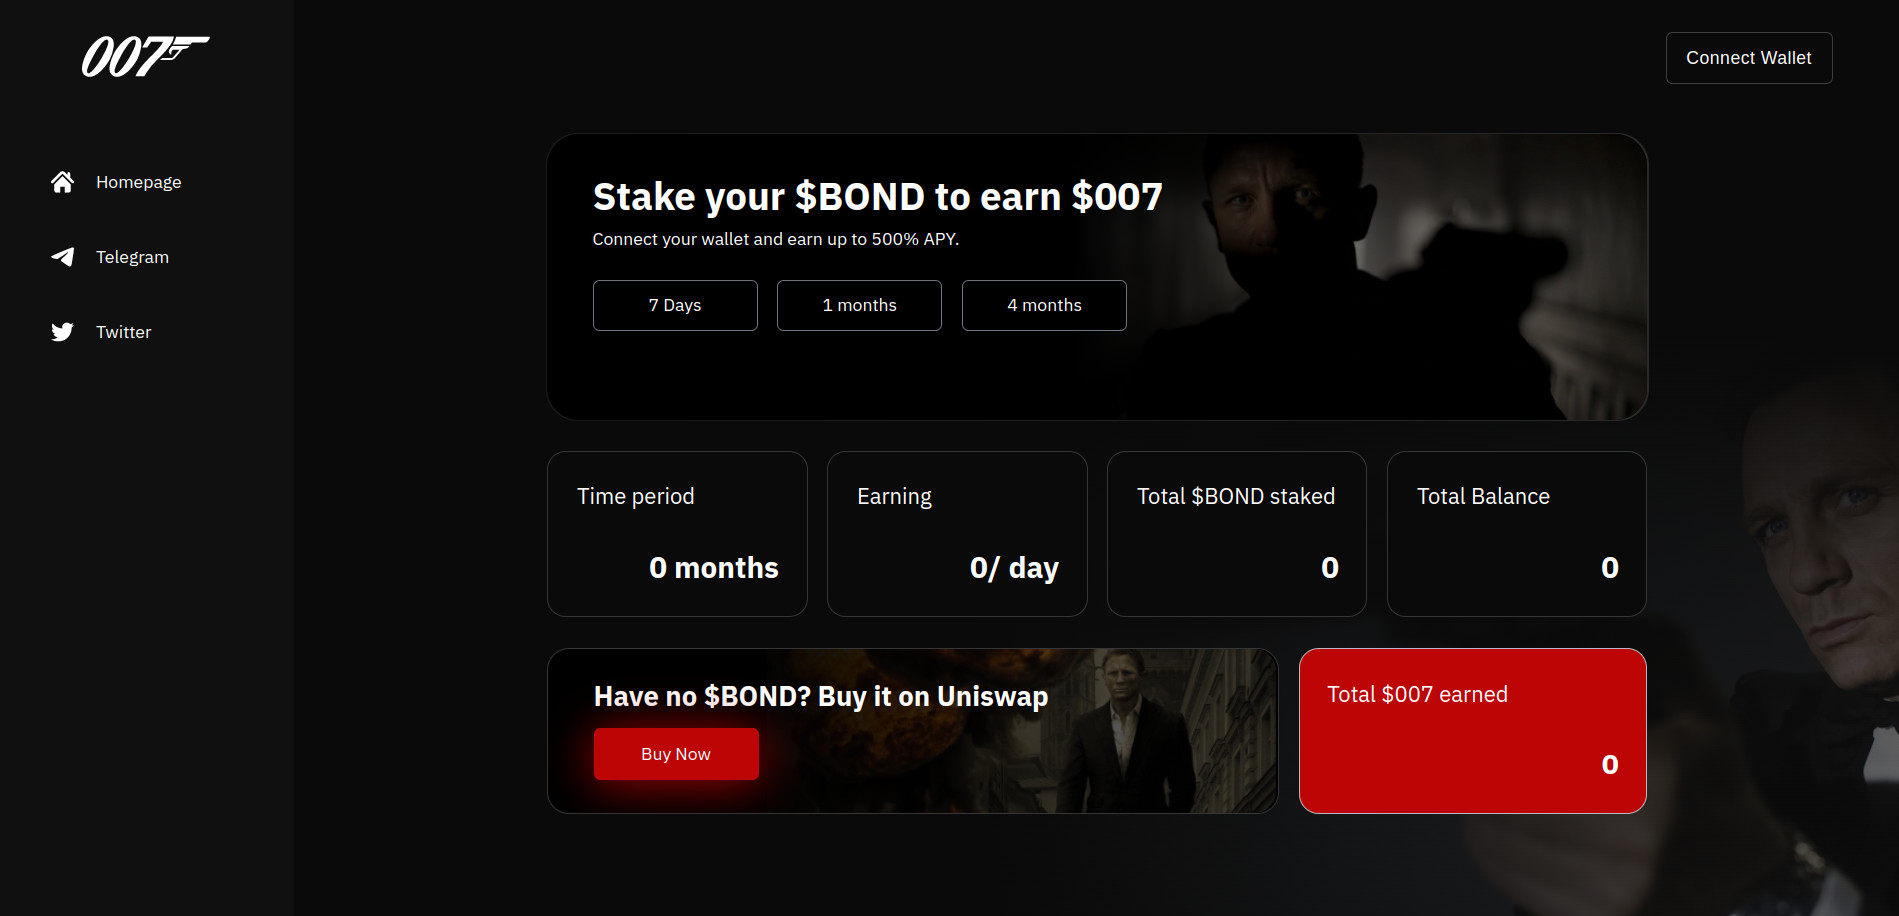 007
Connect Wallet
Homepage
Telegram
Twitter
Stake your $BOND to earn $007
Connect your wallet and earn up to 500% APY.
7 Days
1 months
4 months
Time period
0 months
Earning
0/ day
Total $BOND staked
0
Total Balance
0
Have no $BOND? Buy it on Uniswap
Buy Now
Total $007 earned
0